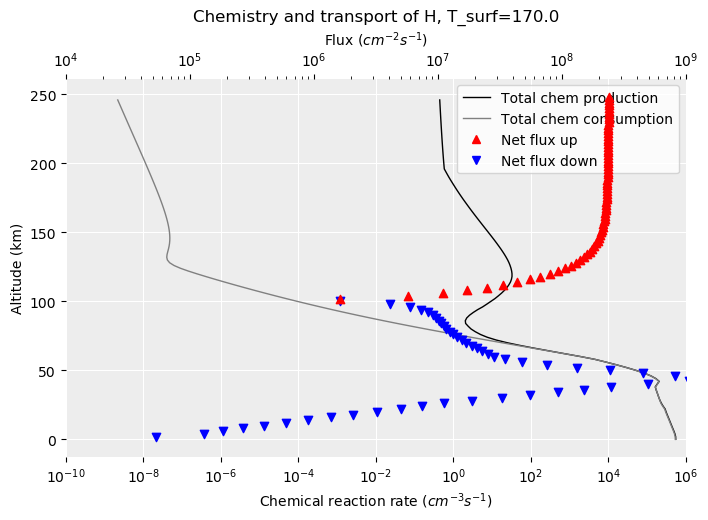 Chemistry and transport of H, T_surf=170.0
Flux (cm⁻²s⁻¹)
10⁴ 10⁵ 10⁶ 10⁷ 10⁸ 10⁹
Total chem production
Total chem consumption
Net flux up
Net flux down
Altitude (km)
250
200
150
100
50
0
10⁻¹⁰ 10⁻⁸ 10⁻⁶ 10⁻⁴ 10⁻² 10⁰ 10² 10⁴ 10⁶
Chemical reaction rate (cm⁻³s⁻¹)